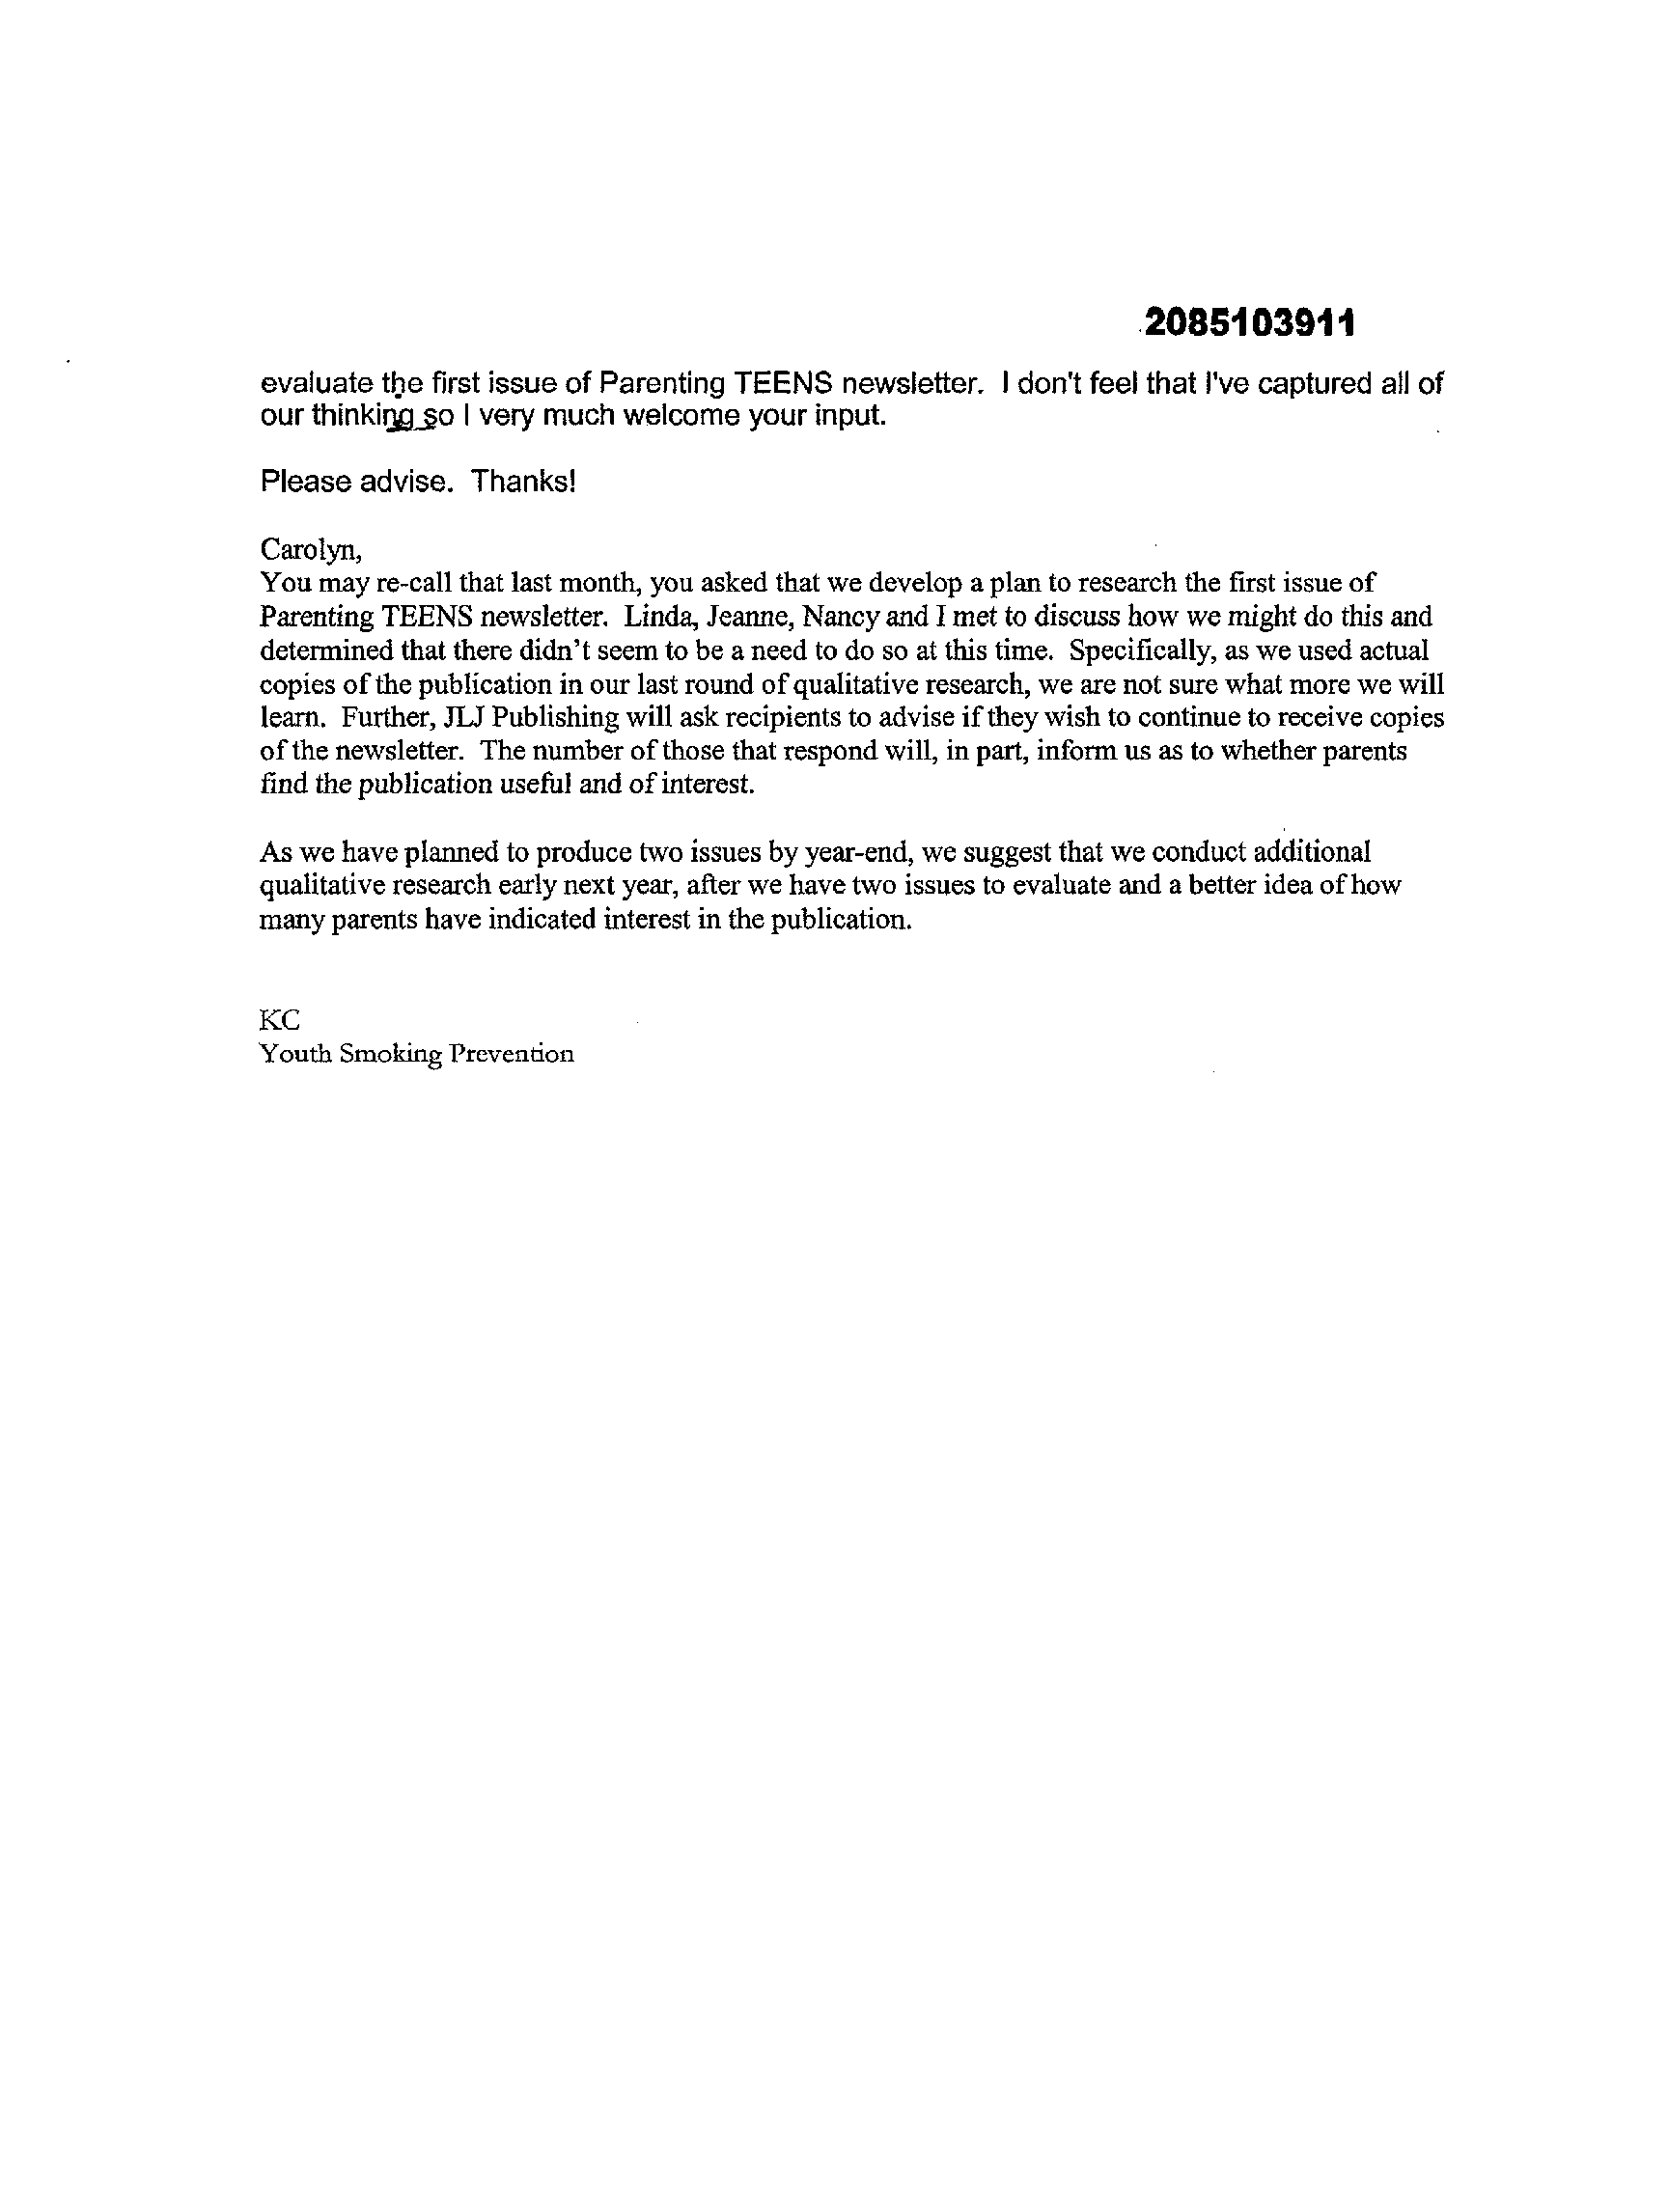 2085103911
evaluate the first issue of Parenting TEENS newsletter. I don't feel that I've captured all of
our thinking so I very much welcome your input.
Please advise. Thanks!
Carolyn,
You may re-call that last month, you asked that we develop a plan to research the first issue of
Parenting TEENS newsletter. Linda, Jeanne, Nancy and I met to discuss how we might do this and
determined that there didn't seem to be a need to do so at this time. Specifically, as we used actual
copies of the publication in our last round of qualitative research, we are not sure what more we will
learn. Further, JLJ Publishing will ask recipients to advise if they wish to continue to receive copies
of the newsletter. The number of those that respond will, in part, inform us as to whether parents
find the publication useful and of interest.
As we have planned to produce two issues by year-end, we suggest that we conduct additional
qualitative research early next year, after we have two issues to evaluate and a better idea of how
many parents have indicated interest in the publication.
KC
Youth Smoking Prevention